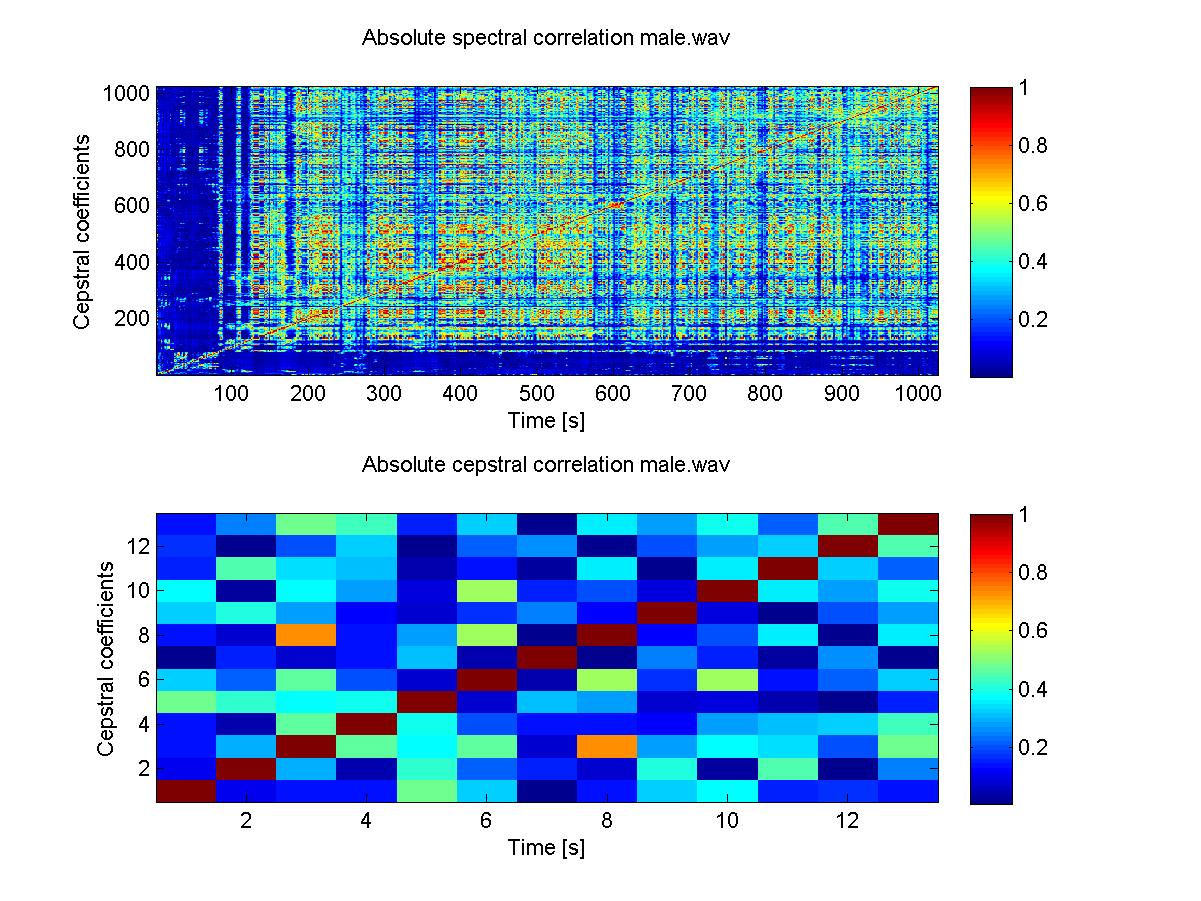 Absolute spectral correlation male.wav
Cepstral coefficients
1000
800
600
400
200
100 200 300 400 500 600 700 800 900 1000
Time [s]
1
0.8
0.6
0.4
0.2
Absolute cepstral correlation male.wav
Cepstral coefficients
12
10
8
6
4
2
2 4 6 8 10 12
Time [s]
1
0.8
0.6
0.4
0.2